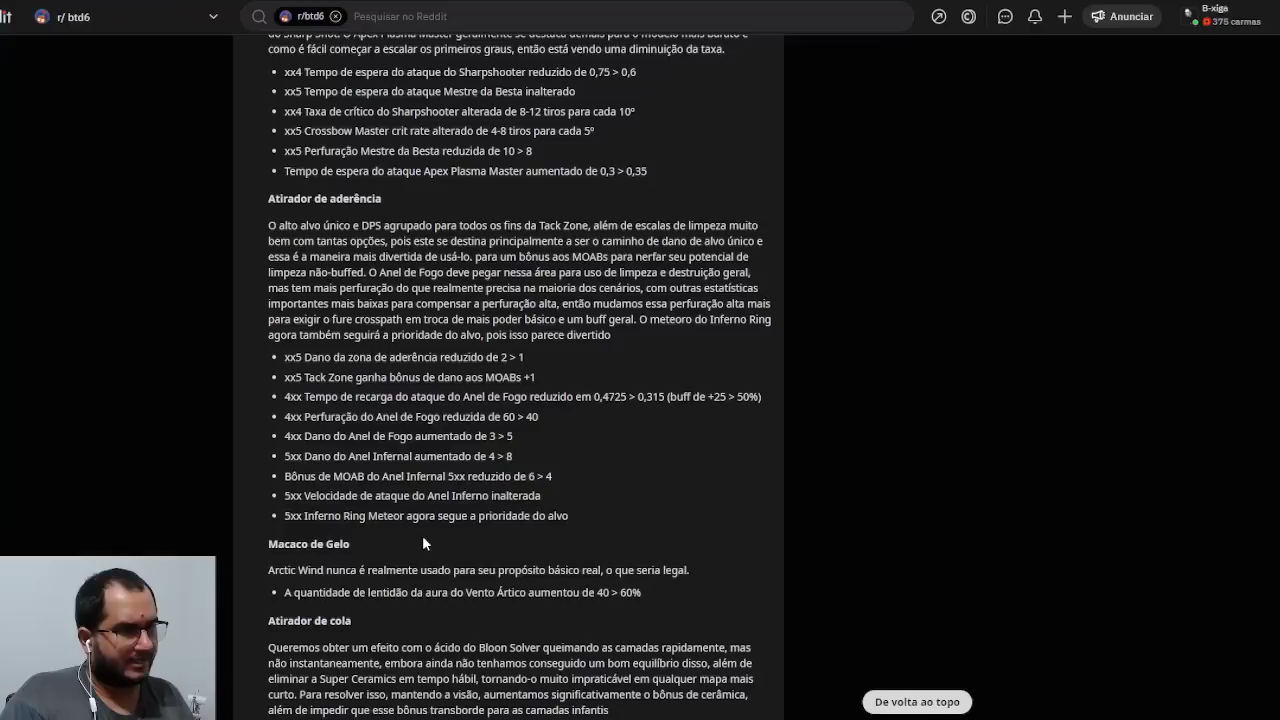 r/ btd6
r/btd6
Pesquisar no Reddit
Anunciar
B-xiga
375 carmas
como é fácil começar a escalar os primeiros graus, então está vendo uma diminuição da taxa.
• xx4 Tempo de espera do ataque do Sharpshooter reduzido de 0,75 > 0,6
• xx5 Tempo de espera do ataque Mestre da Besta inalterado
• xx4 Taxa de crítico do Sharpshooter alterada de 8-12 tiros para cada 10º
• xx5 Crossbow Master crit rate alterado de 4-8 tiros para cada 5º
• xx5 Perfuração Mestre da Besta reduzida de 10 > 8
• Tempo de espera do ataque Apex Plasma Master aumentado de 0,3 > 0,35
Atirador de aderência
O alto alvo único e DPS agrupado para todos os fins da Tack Zone, além de escalas de limpeza muito
bem com tantas opções, pois este se destina principalmente a ser o caminho de dano de alvo único e
essa é a maneira mais divertida de usá-lo. para um bônus aos MOABs para nerfar seu potencial de
limpeza não-buffed. O Anel de Fogo deve pegar nessa área para uso de limpeza e destruição geral,
mas tem mais perfuração do que realmente precisa na maioria dos cenários, com outras estatísticas
importantes mais baixas para compensar a perfuração alta, então mudamos essa perfuração alta mais
para exigir o fure crosspath em troca de mais poder básico e um buff geral. O meteoro do Inferno Ring
agora também seguirá a prioridade do alvo, pois isso parece divertido
• xx5 Dano da zona de aderência reduzido de 2 > 1
• xx5 Tack Zone ganha bônus de dano aos MOABs +1
• 4xx Tempo de recarga do ataque do Anel de Fogo reduzido em 0,4725 > 0,315 (buff de +25 > 50%)
• 4xx Perfuração do Anel de Fogo reduzida de 60 > 40
• 4xx Dano do Anel de Fogo aumentado de 3 > 5
• 5xx Dano do Anel Infernal aumentado de 4 > 8
• Bônus de MOAB do Anel Infernal 5xx reduzido de 6 > 4
• 5xx Velocidade de ataque do Anel Inferno inalterada
• 5xx Inferno Ring Meteor agora segue a prioridade do alvo
Macaco de Gelo
Arctic Wind nunca é realmente usado para seu propósito básico real, o que seria legal.
• A quantidade de lentidão da aura do Vento Ártico aumentou de 40 > 60%
Atirador de cola
Queremos obter um efeito com o ácido do Bloon Solver queimando as camadas rapidamente, mas
não instantaneamente, embora ainda não tenhamos conseguido um bom equilíbrio disso, além de
eliminar a Super Ceramics em tempo hábil, tornando-o muito impraticável em qualquer mapa mais
curto. Para resolver isso, mantendo a visão, aumentamos significativamente o bônus de cerâmica,
além de impedir que esse bônus transborde para as camadas infantis
De volta ao topo